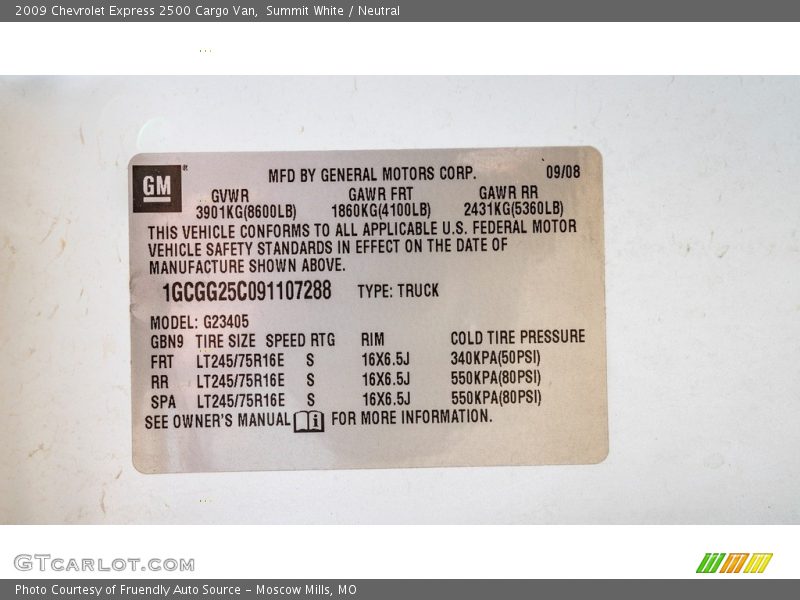 2009 Chevrolet Express 2500 Cargo Van,  Summit White / Neutral
GM
MFD BY GENERAL MOTORS CORP. 09/08
GVWR GAWR FRT GAWR RR
3901KG(8600LB) 1860KG(4100LB) 2431KG(5360LB)
THIS VEHICLE CONFORMS TO ALL APPLICABLE U.S. FEDERAL MOTOR
VEHICLE SAFETY STANDARDS IN EFFECT ON THE DATE OF
MANUFACTURE SHOWN ABOVE.
1GCGG25C091107288 TYPE: TRUCK
MODEL: G23405
GBN9 TIRE SIZE SPEED RTG RIM COLD TIRE PRESSURE
FRT LT245/75R16E S 16X6.5J 340KPA(50PSI)
RR LT245/75R16E S 16X6.5J 550KPA(80PSI)
SPA LT245/75R16E S 16X6.5J 550KPA(80PSI)
SEE OWNER'S MANUAL i FOR MORE INFORMATION.
GTCARLOT.COM
Photo Courtesy of Fruendly Auto Source - Moscow Mills, MO